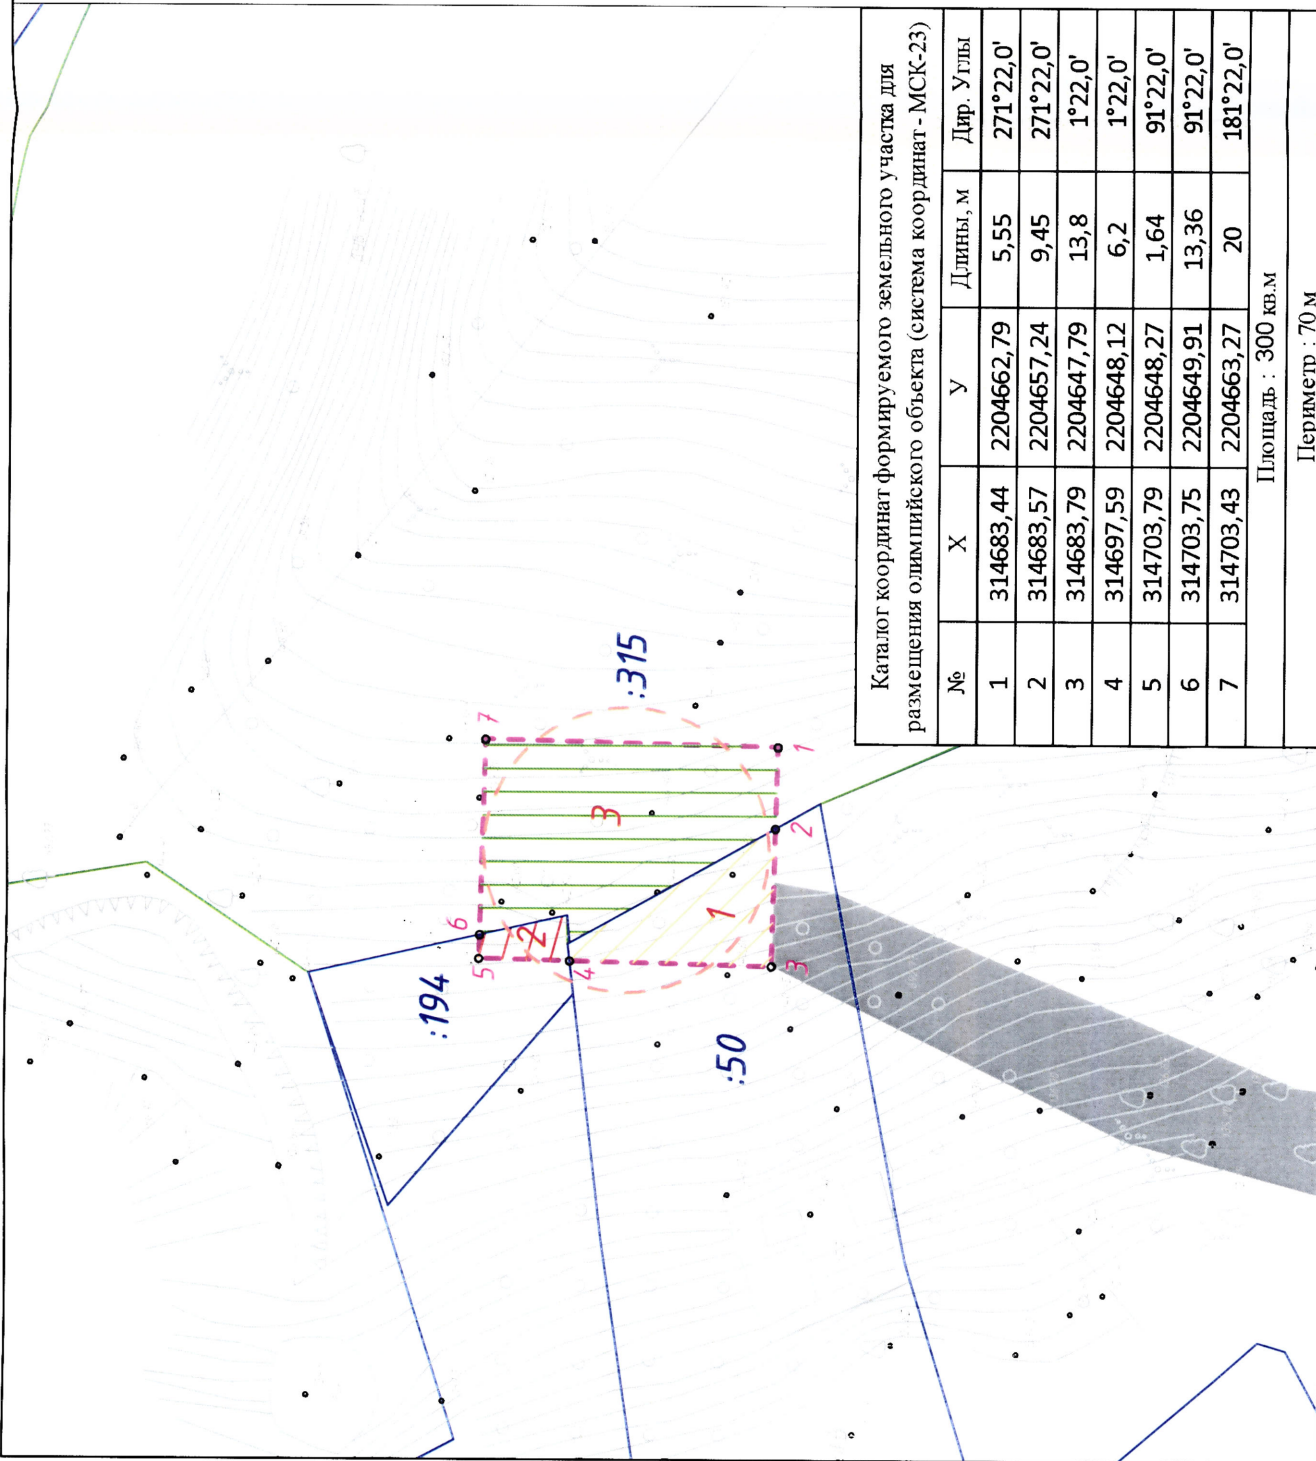 Каталог координат формируемого земельного участка для
размещения олимпийского объекта (система координат - МСК-23)
№ X У Длины, м Дир. Углы
1 314683,44 2204662,79 5,55 271°22,0'
2 314683,57 2204657,24 9,45 271°22,0'
3 314683,79 2204647,79 13,8 1°22,0'
4 314697,59 2204648,12 6,2 1°22,0'
5 314703,79 2204648,27 1,64 91°22,0'
6 314703,75 2204649,91 13,36 91°22,0'
7 314703,43 2204663,27 20 181°22,0'
Площадь : 300 кв.м
Периметр : 70 м
:194
:315
:50
5
6
7
2
3
4
1
3
2
1